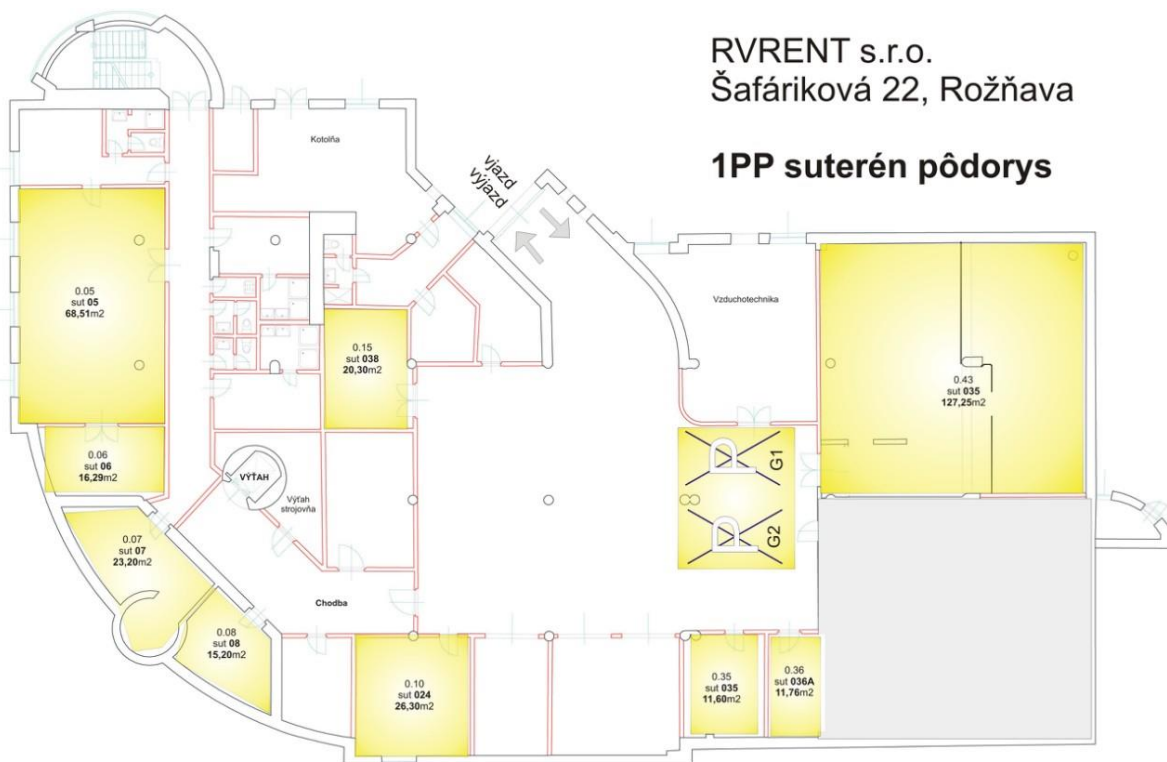 RVRENT s.r.o.
Šafáriková 22, Rožňava
1PP suterén pôdorys
Kotolňa
vjazd
výjazd
Vzduchotechnika
0.05
sut 05
68,51m2
0.15
sut 038
20,30m2
0.43
sut 035
127,25m2
0.06
sut 06
16,29m2
VÝŤAH
Výťah
strojovňa
P
G1
P
G2
0.07
sut 07
23,20m2
Chodba
0.08
sut 08
15,20m2
0.10
sut 024
26,30m2
0.35
sut 035
11,60m2
0.36
sut 036A
11,76m2